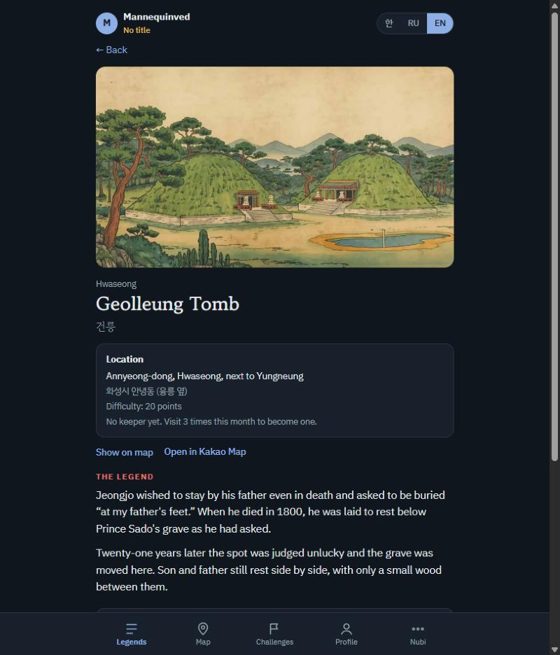 M
Mannequinved
No title
한 RU EN
← Back
Hwaseong
Geolleung Tomb
건릉
Location
Annyeong-dong, Hwaseong, next to Yungneung
화성시 안녕동 (융릉 옆)
Difficulty: 20 points
No keeper yet. Visit 3 times this month to become one.
Show on map Open in Kakao Map
THE LEGEND
Jeongjo wished to stay by his father even in death and asked to be buried
“at my father's feet.” When he died in 1800, he was laid to rest below
Prince Sado's grave as he had asked.
Twenty-one years later the spot was judged unlucky and the grave was
moved here. Son and father still rest side by side, with only a small wood
between them.
Legends Map Challenges Profile Nubi